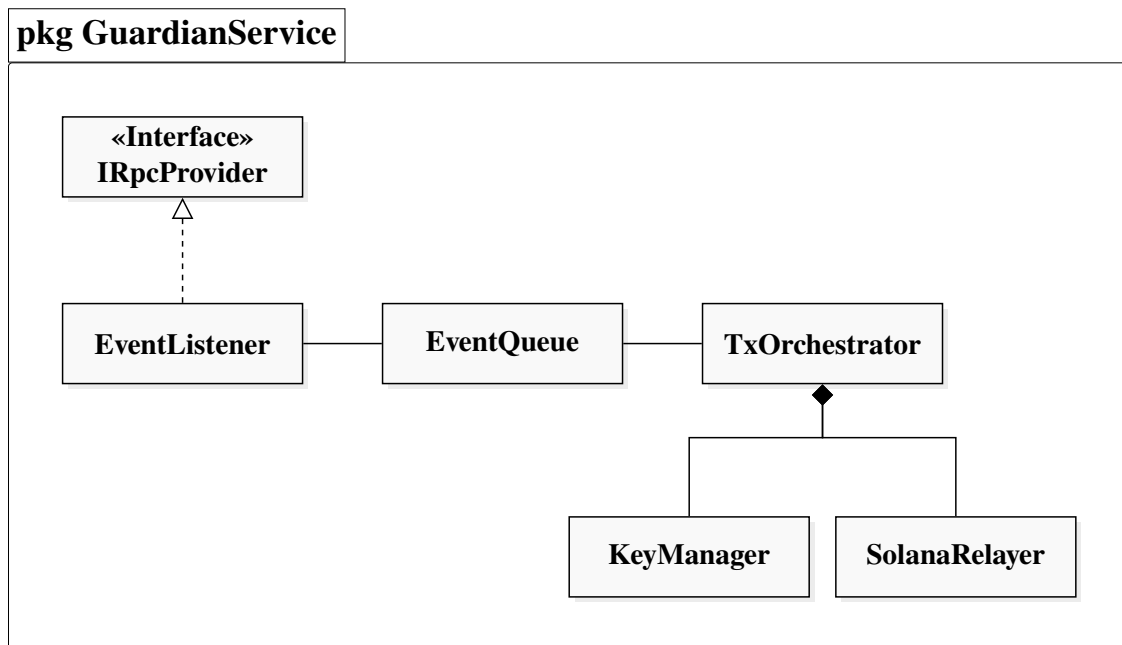 pkg GuardianService
«Interface»
IRpcProvider
EventListener
EventQueue
TxOrchestrator
KeyManager
SolanaRelayer